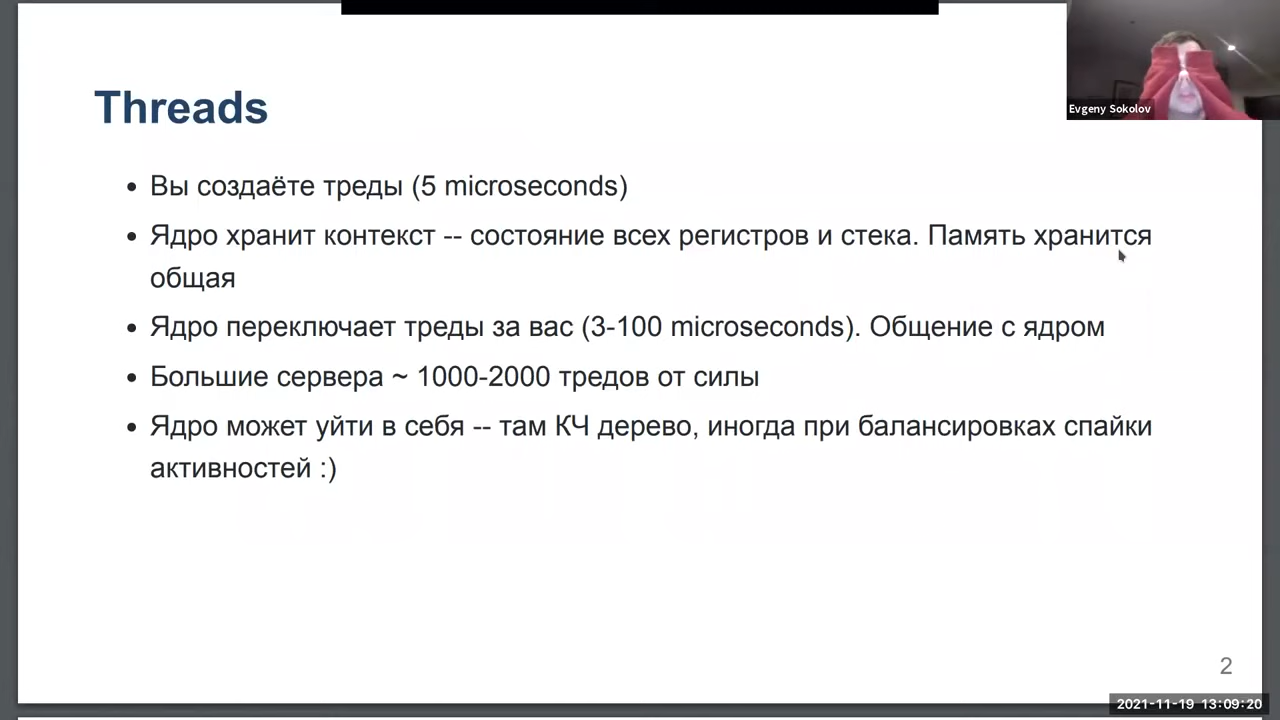 Threads
Evgeny Sokolov
• Вы создаёте треды (5 microseconds)
• Ядро хранит контекст -- состояние всех регистров и стека. Память хранится
общая
• Ядро переключает треды за вас (3-100 microseconds). Общение с ядром
• Большие сервера ~ 1000-2000 тредов от силы
• Ядро может уйти в себя -- там КЧ дерево, иногда при балансировках спайки
активностей :)
2
2021-11-19 13:09:20